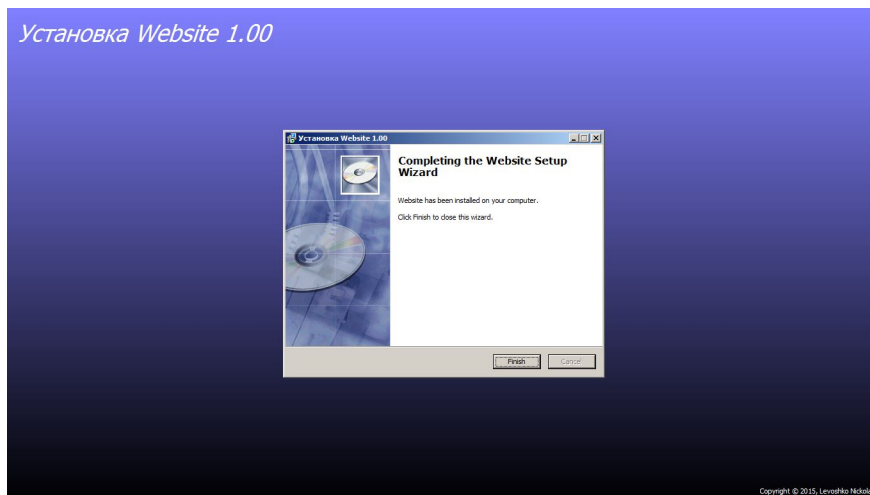 Установка Website 1.00
Установка Website 1.00
Completing the Website Setup
Wizard
Website has been installed on your computer.
Click Finish to close this wizard.
Finish
Cancel
Copyright © 2015, Levoshko